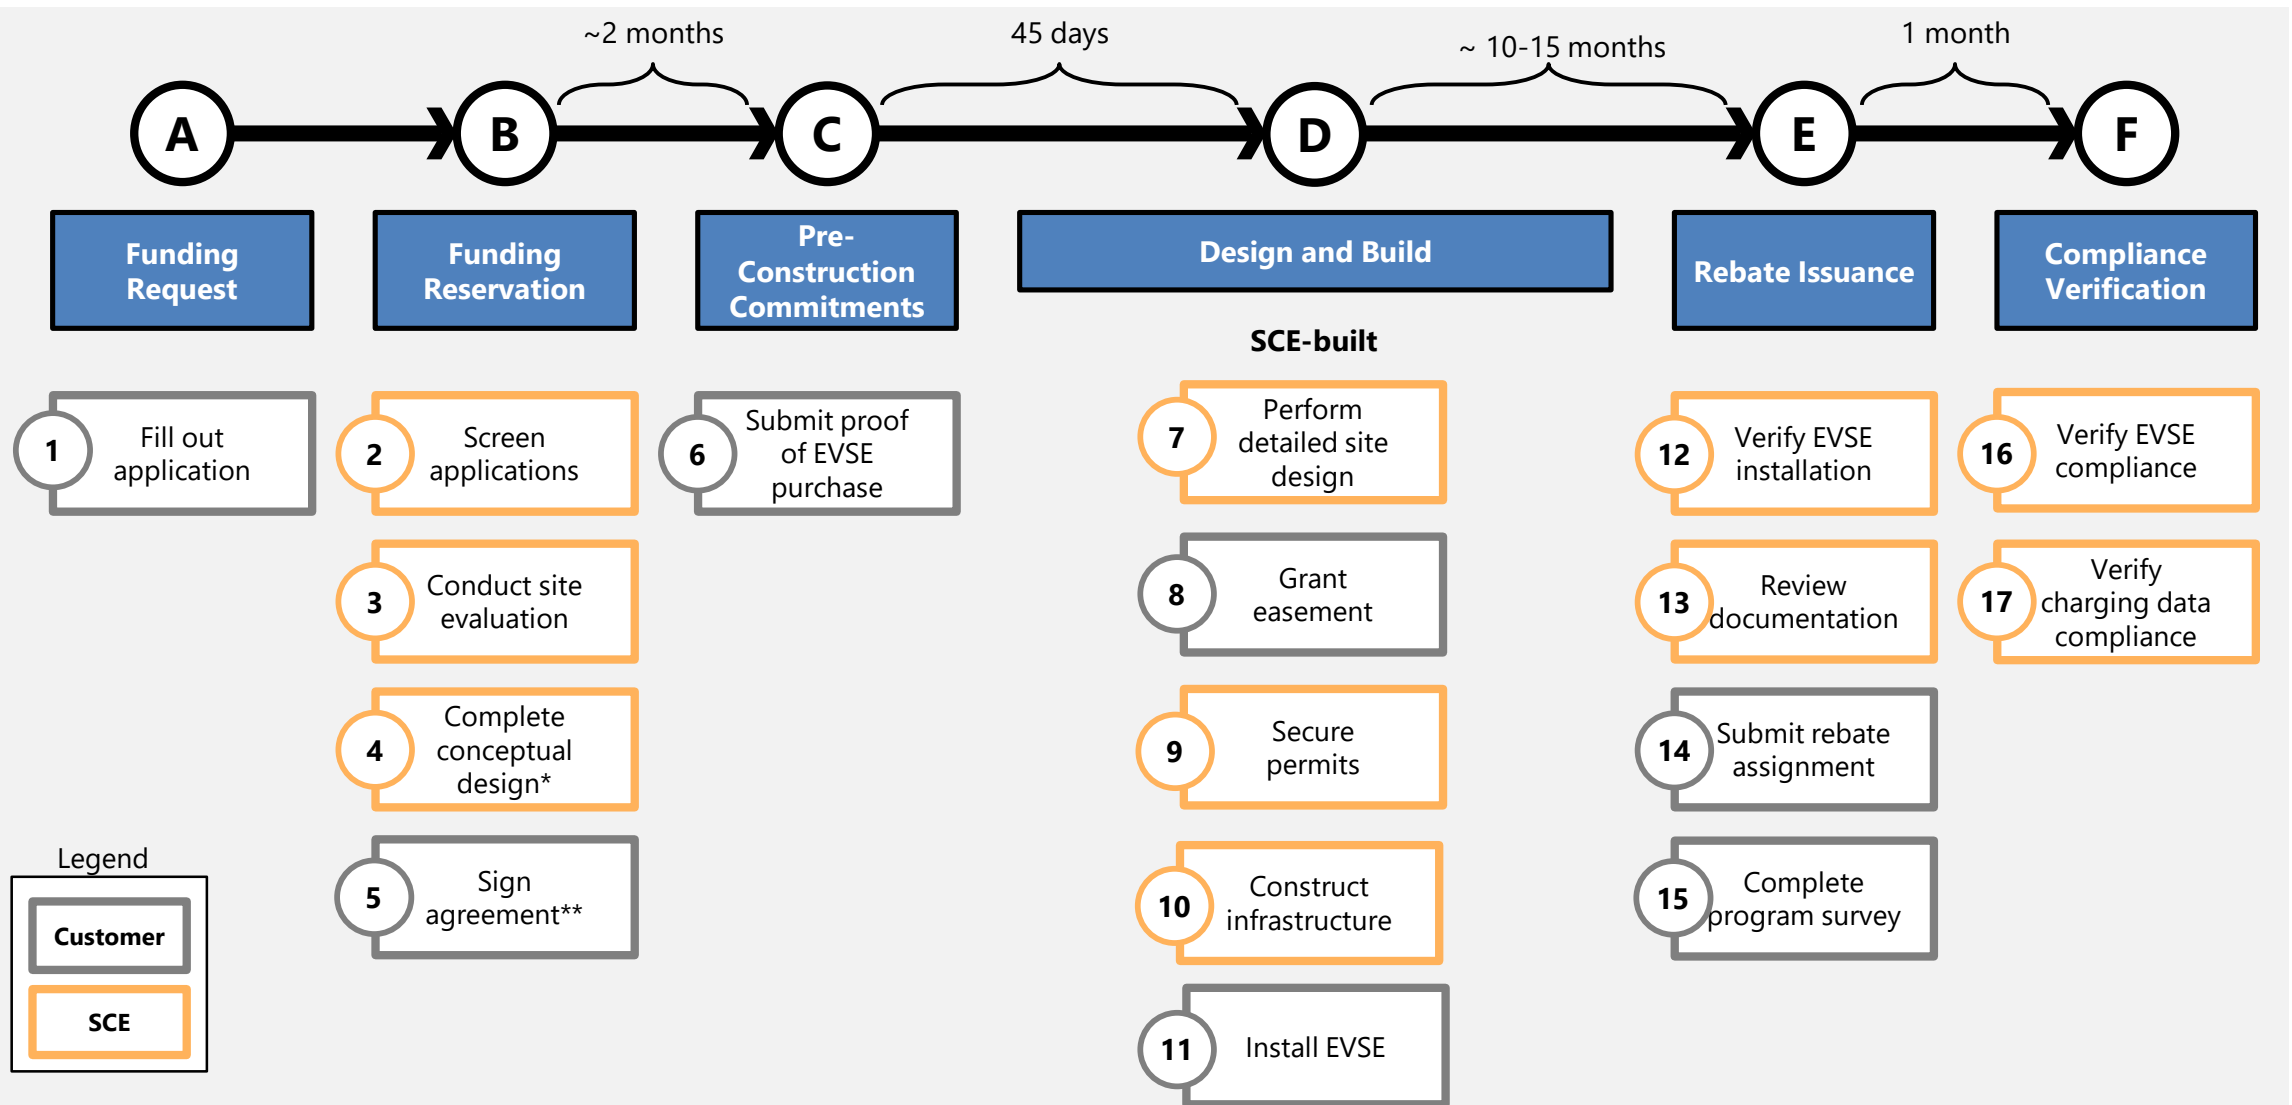 ~2 months
45 days
~ 10-15 months
1 month
A
B
C
D
E
F
Funding
Request
Funding
Reservation
Pre-
Construction
Commitments
Design and Build
Rebate Issuance
Compliance
Verification
SCE-built
1
Fill out
application
2
Screen
applications
3
Conduct site
evaluation
4
Complete
conceptual
design*
5
Sign
agreement**
6
Submit proof
of EVSE
purchase
7
Perform
detailed site
design
8
Grant
easement
9
Secure
permits
10
Construct
infrastructure
11
Install EVSE
12
Verify EVSE
installation
13
Review
documentation
14
Submit rebate
assignment
15
Complete
program survey
16
Verify EVSE
compliance
17
Verify
charging data
compliance
Legend
Customer
SCE